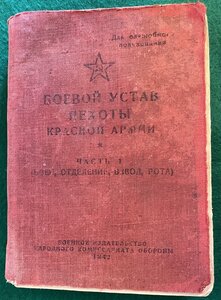 Для служебного
пользования
БОЕВОЙ УСТАВ
ПЕХОТЫ
КРАСНОЙ АРМИИ
ЧАСТЬ 1
(БОЕЦ, ОТДЕЛЕНИЕ, ВЗВОД, РОТА)
ВОЕННОЕ ИЗДАТЕЛЬСТВО
НАРОДНОГО КОМИССАРИАТА ОБОРОНЫ
1942